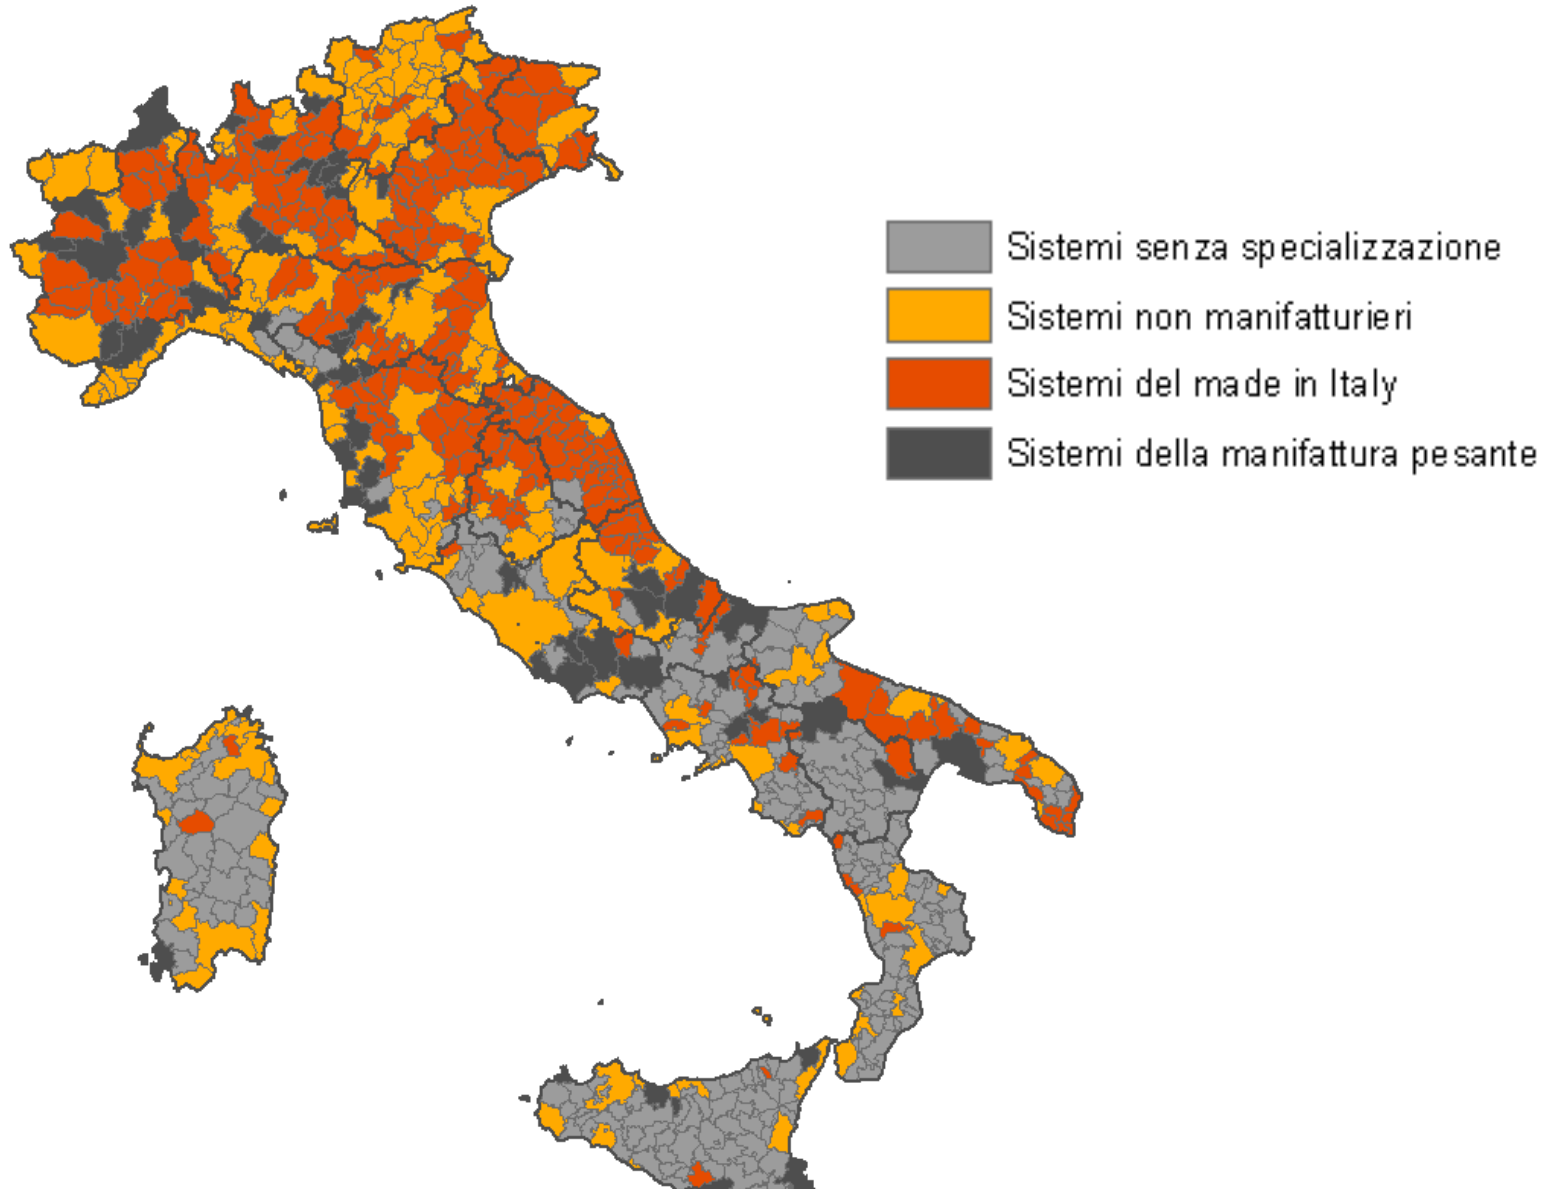 Sistemi senza specializzazione
Sistemi non manifatturieri
Sistemi del made in Italy
Sistemi della manifattura pesante